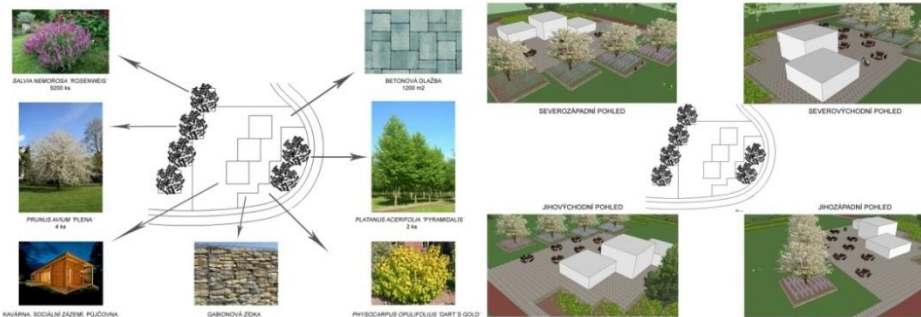 SALVIA NEMOROSA 'ROSENWEIS'
9200 ks
BETONOVÁ DLAŽBA
1200 m2
PRUNUS AVIUM 'PLENA'
4 ks
PLATANUS ACERIFOLIA 'PYRAMIDALIS'
2 ks
KAVÁRNA, SOCIÁLNÍ ZÁZEMÍ, PŮJČOVNA
GABIONOVÁ ZÍDKA
PHYSOCARPUS OPULIFOLIUS 'DART'S GOLD'
SEVEROZÁPADNÍ POHLED
SEVEROVÝCHODNÍ POHLED
JIHOVÝCHODNÍ POHLED
JIHOZÁPADNÍ POHLED